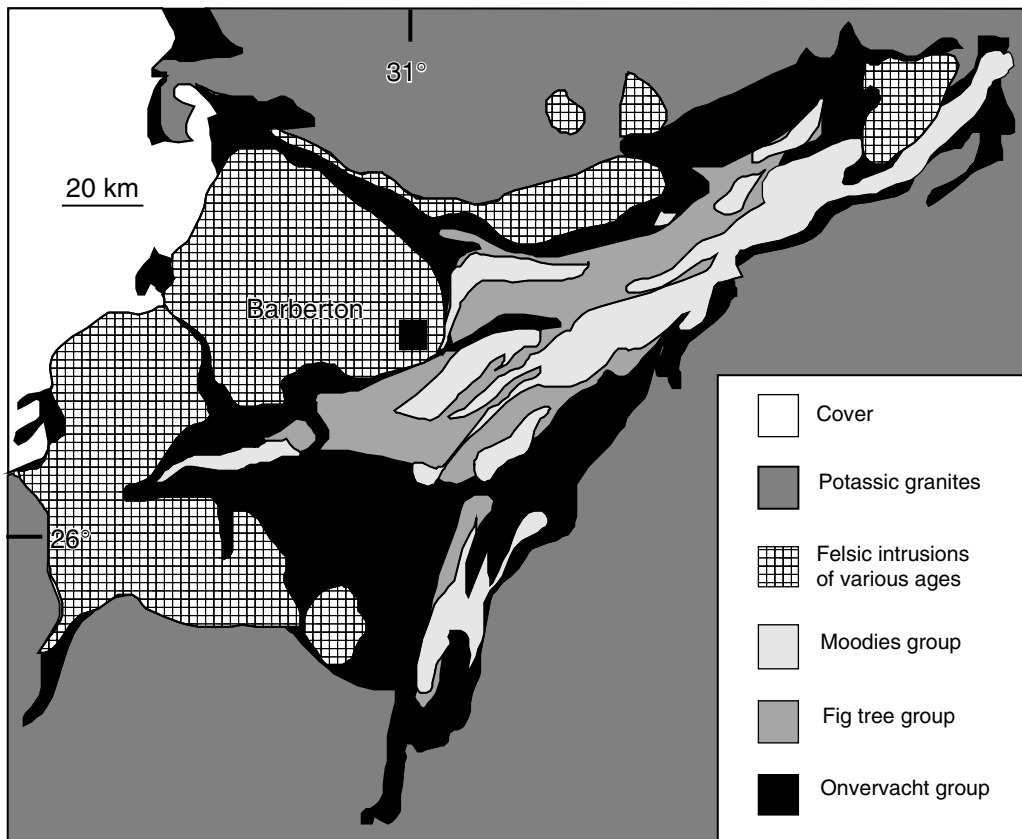 31°
20 km
Barberton
26°
Cover
Potassic granites
Felsic intrusions
of various ages
Moodies group
Fig tree group
Onvervacht group